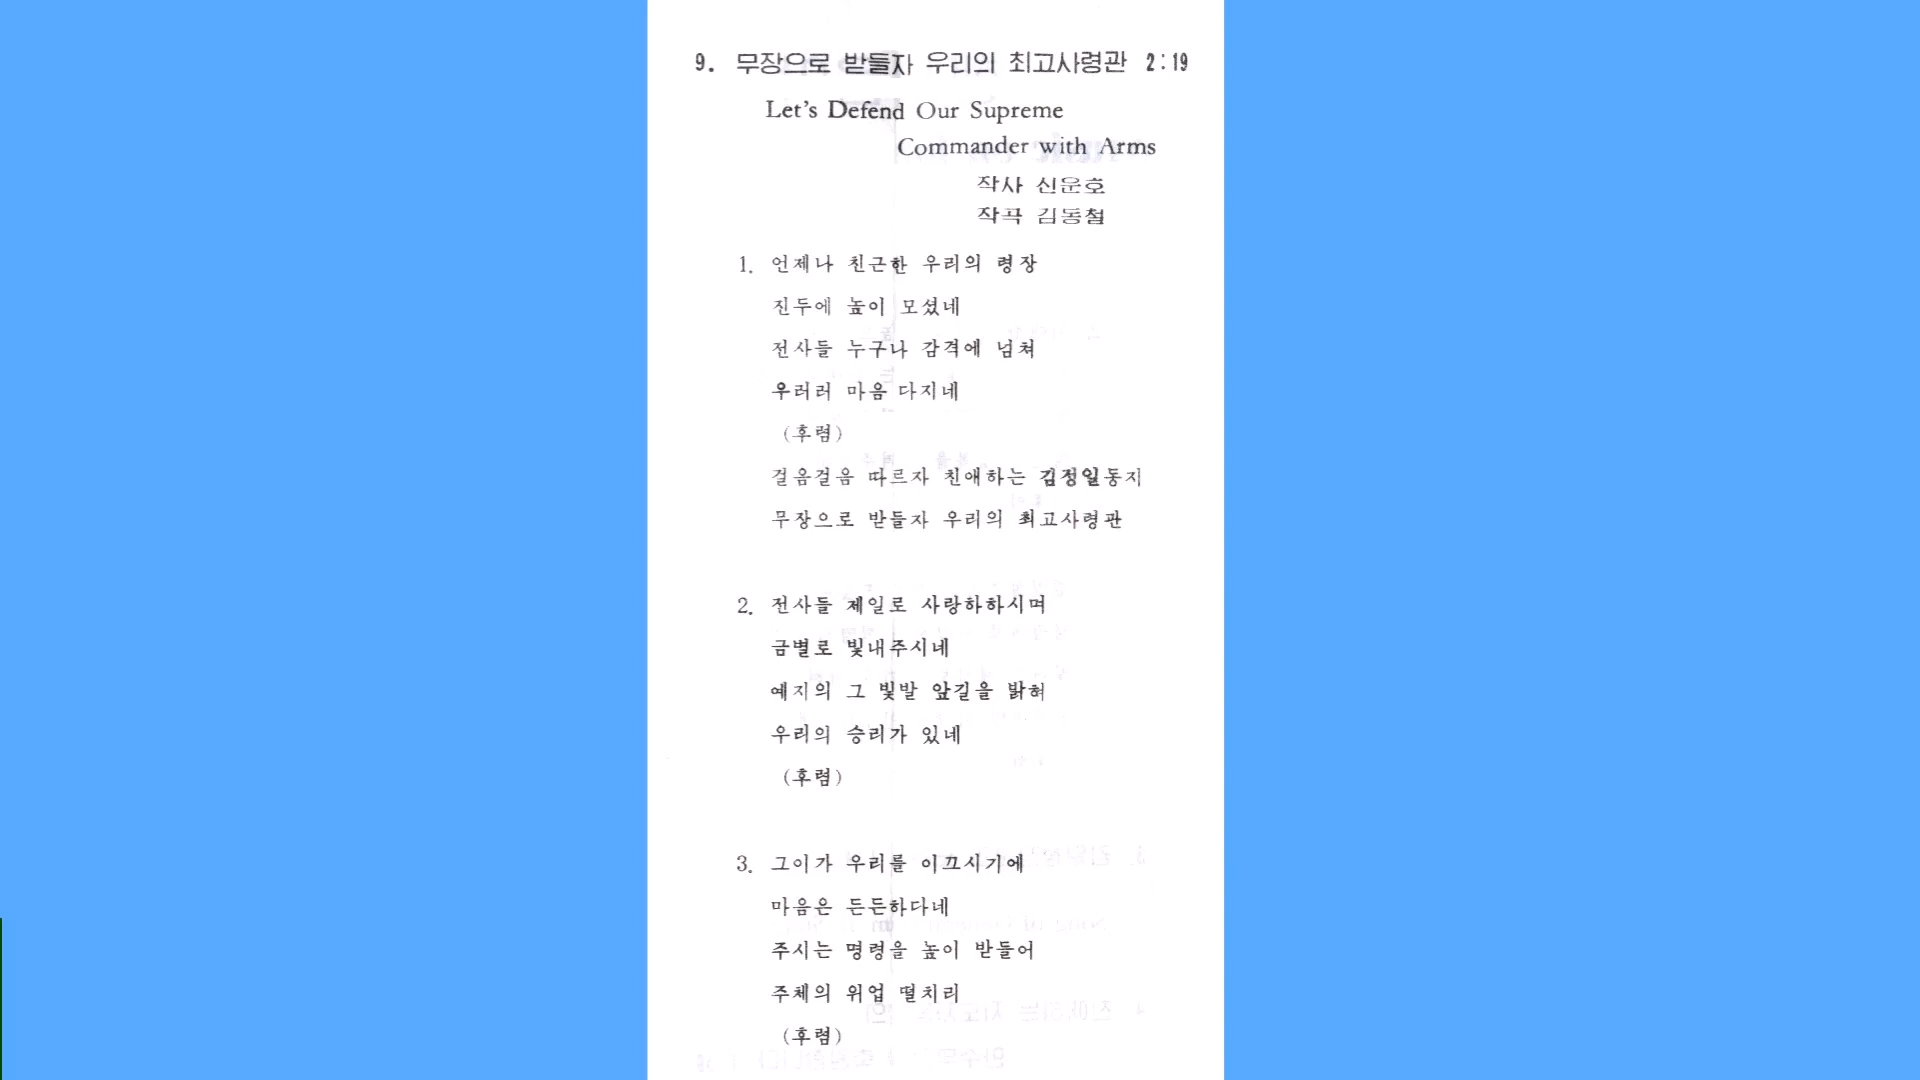 9. 무장으로 받들자 우리의 최고사령관 2:19
Let's Defend Our Supreme
Commander with Arms
작사 신운호
작곡 김동철
1. 언제나 친근한 우리의 령장
진두에 높이 모셨네
전사들 누구나 감격에 넘쳐
우러러 마음 다지네
(후렴)
걸음걸음 따르자 친애하는 김정일동지
무장으로 받들자 우리의 최고사령관
2. 전사들 제일로 사랑하하시며
금별로 빛내주시네
예지의 그 빛발 앞길을 밝혀
우리의 승리가 있네
(후렴)
3. 그이가 우리를 이끄시기에
마음은 든든하다네
주시는 명령을 높이 받들어
주체의 위업 떨치리
(후렴)